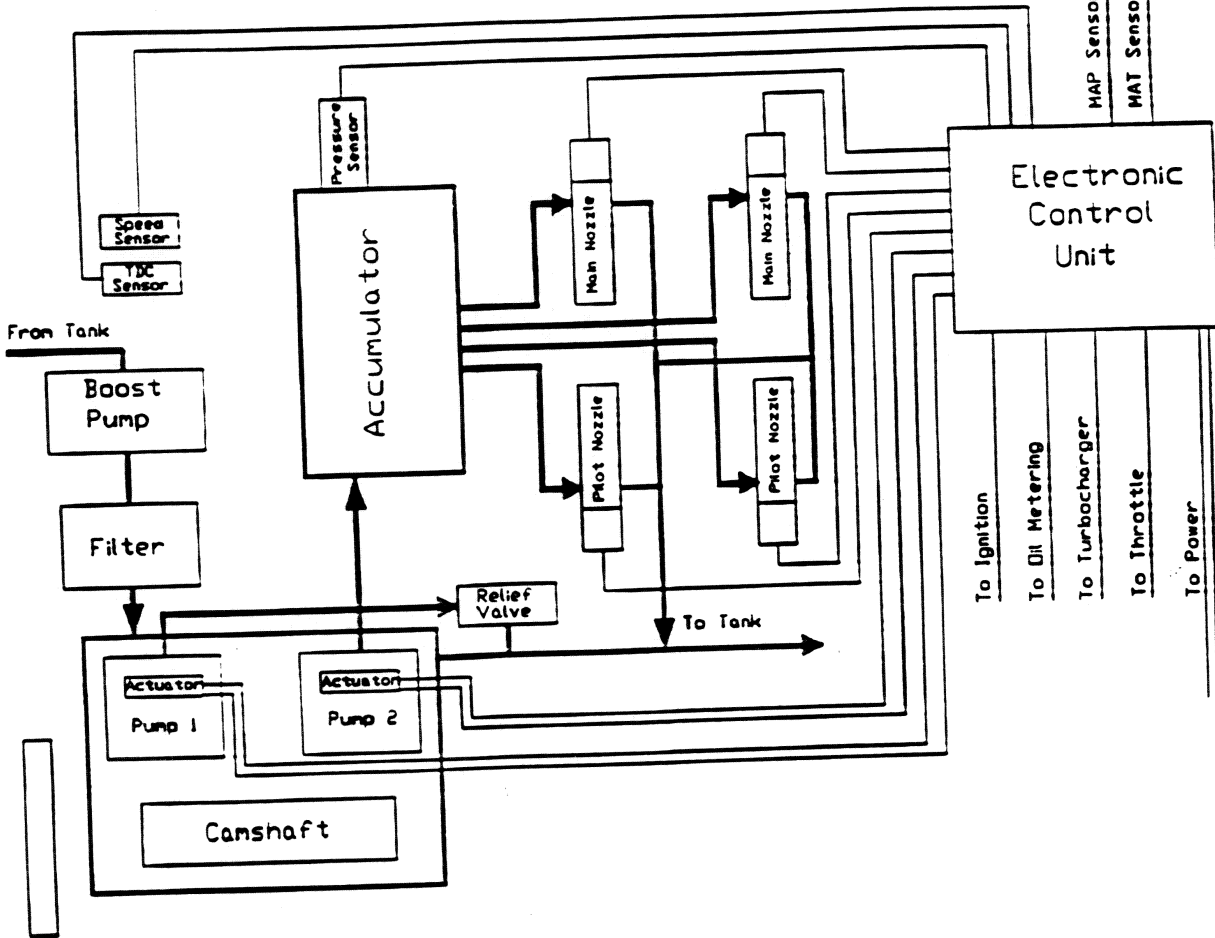 MAP Senso
MAT Senso
Pressure
Sensor
Main Nozzle
Main Nozzle
Electronic
Control
Unit
Speed
Sensor
TDC
Sensor
Accumulator
From Tank
Boost
Pump
Pilot Nozzle
Pilot Nozzle
Filter
To Ignition
To Oil Metering
To Turbocharger
To Throttle
To Power
Relief
Valve
To Tank
Actuator
Pump 1
Actuator
Pump 2
Camshaft